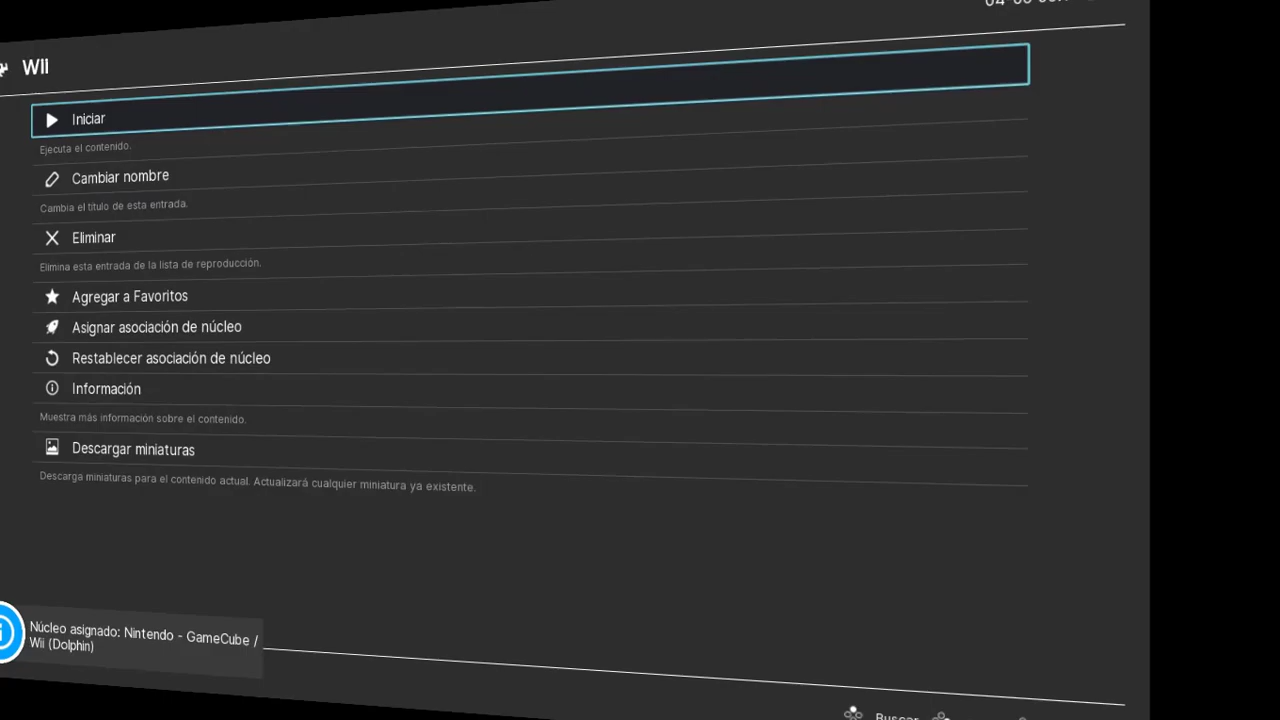 WII
Iniciar
Ejecuta el contenido.
Cambiar nombre
Cambia el título de esta entrada.
Eliminar
Elimina esta entrada de la lista de reproducción.
Agregar a Favoritos
Asignar asociación de núcleo
Restablecer asociación de núcleo
Información
Muestra más información sobre el contenido.
Descargar miniaturas
Descarga miniaturas para el contenido actual. Actualizará cualquier miniatura ya existente.
Núcleo asignado: Nintendo - GameCube /
Wii (Dolphin)
Buscar